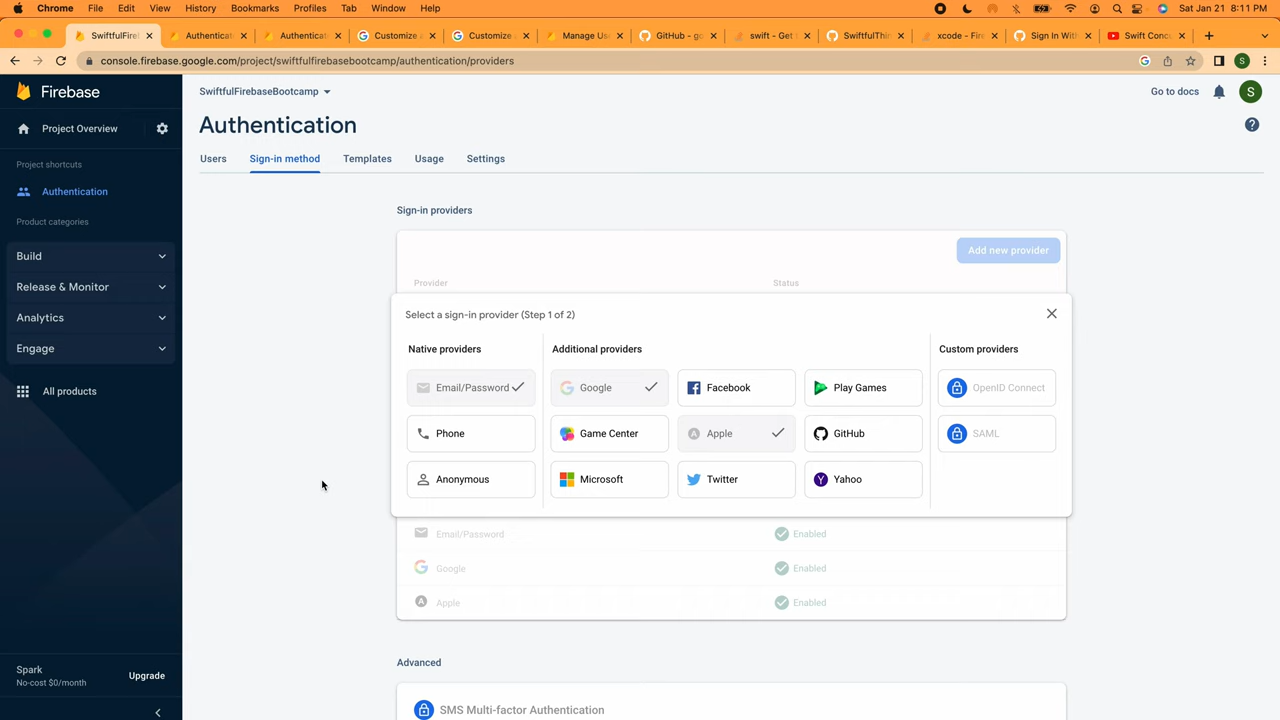 Chrome File Edit View History Bookmarks Profiles Tab Window Help Sat Jan 21 8:11 PM
SwiftfulFire Authenticat Authenticat Customize A Customize Manage Us GitHub - go swift - Get SwiftfulThin xcode - Fire Sign In With Swift Conc
console.firebase.google.com/project/swiftfulfirebasebootcamp/authentication/providers S
Firebase
SwiftfulFirebaseBootcamp
Go to docs
S
Project Overview
Authentication
Users Sign-in method Templates Usage Settings
Project shortcuts
Authentication
Product categories
Build
Release & Monitor
Analytics
Engage
All products
Spark
No-cost $0/month
Upgrade
Sign-in providers
Add new provider
Provider Status
Select a sign-in provider (Step 1 of 2)
Native providers Additional providers Custom providers
Email/Password Google Facebook Play Games OpenID Connect
Phone Game Center Apple GitHub SAML
Anonymous Microsoft Twitter Yahoo
Email/Password Enabled
Google Enabled
Apple Enabled
Advanced
SMS Multi-factor Authentication